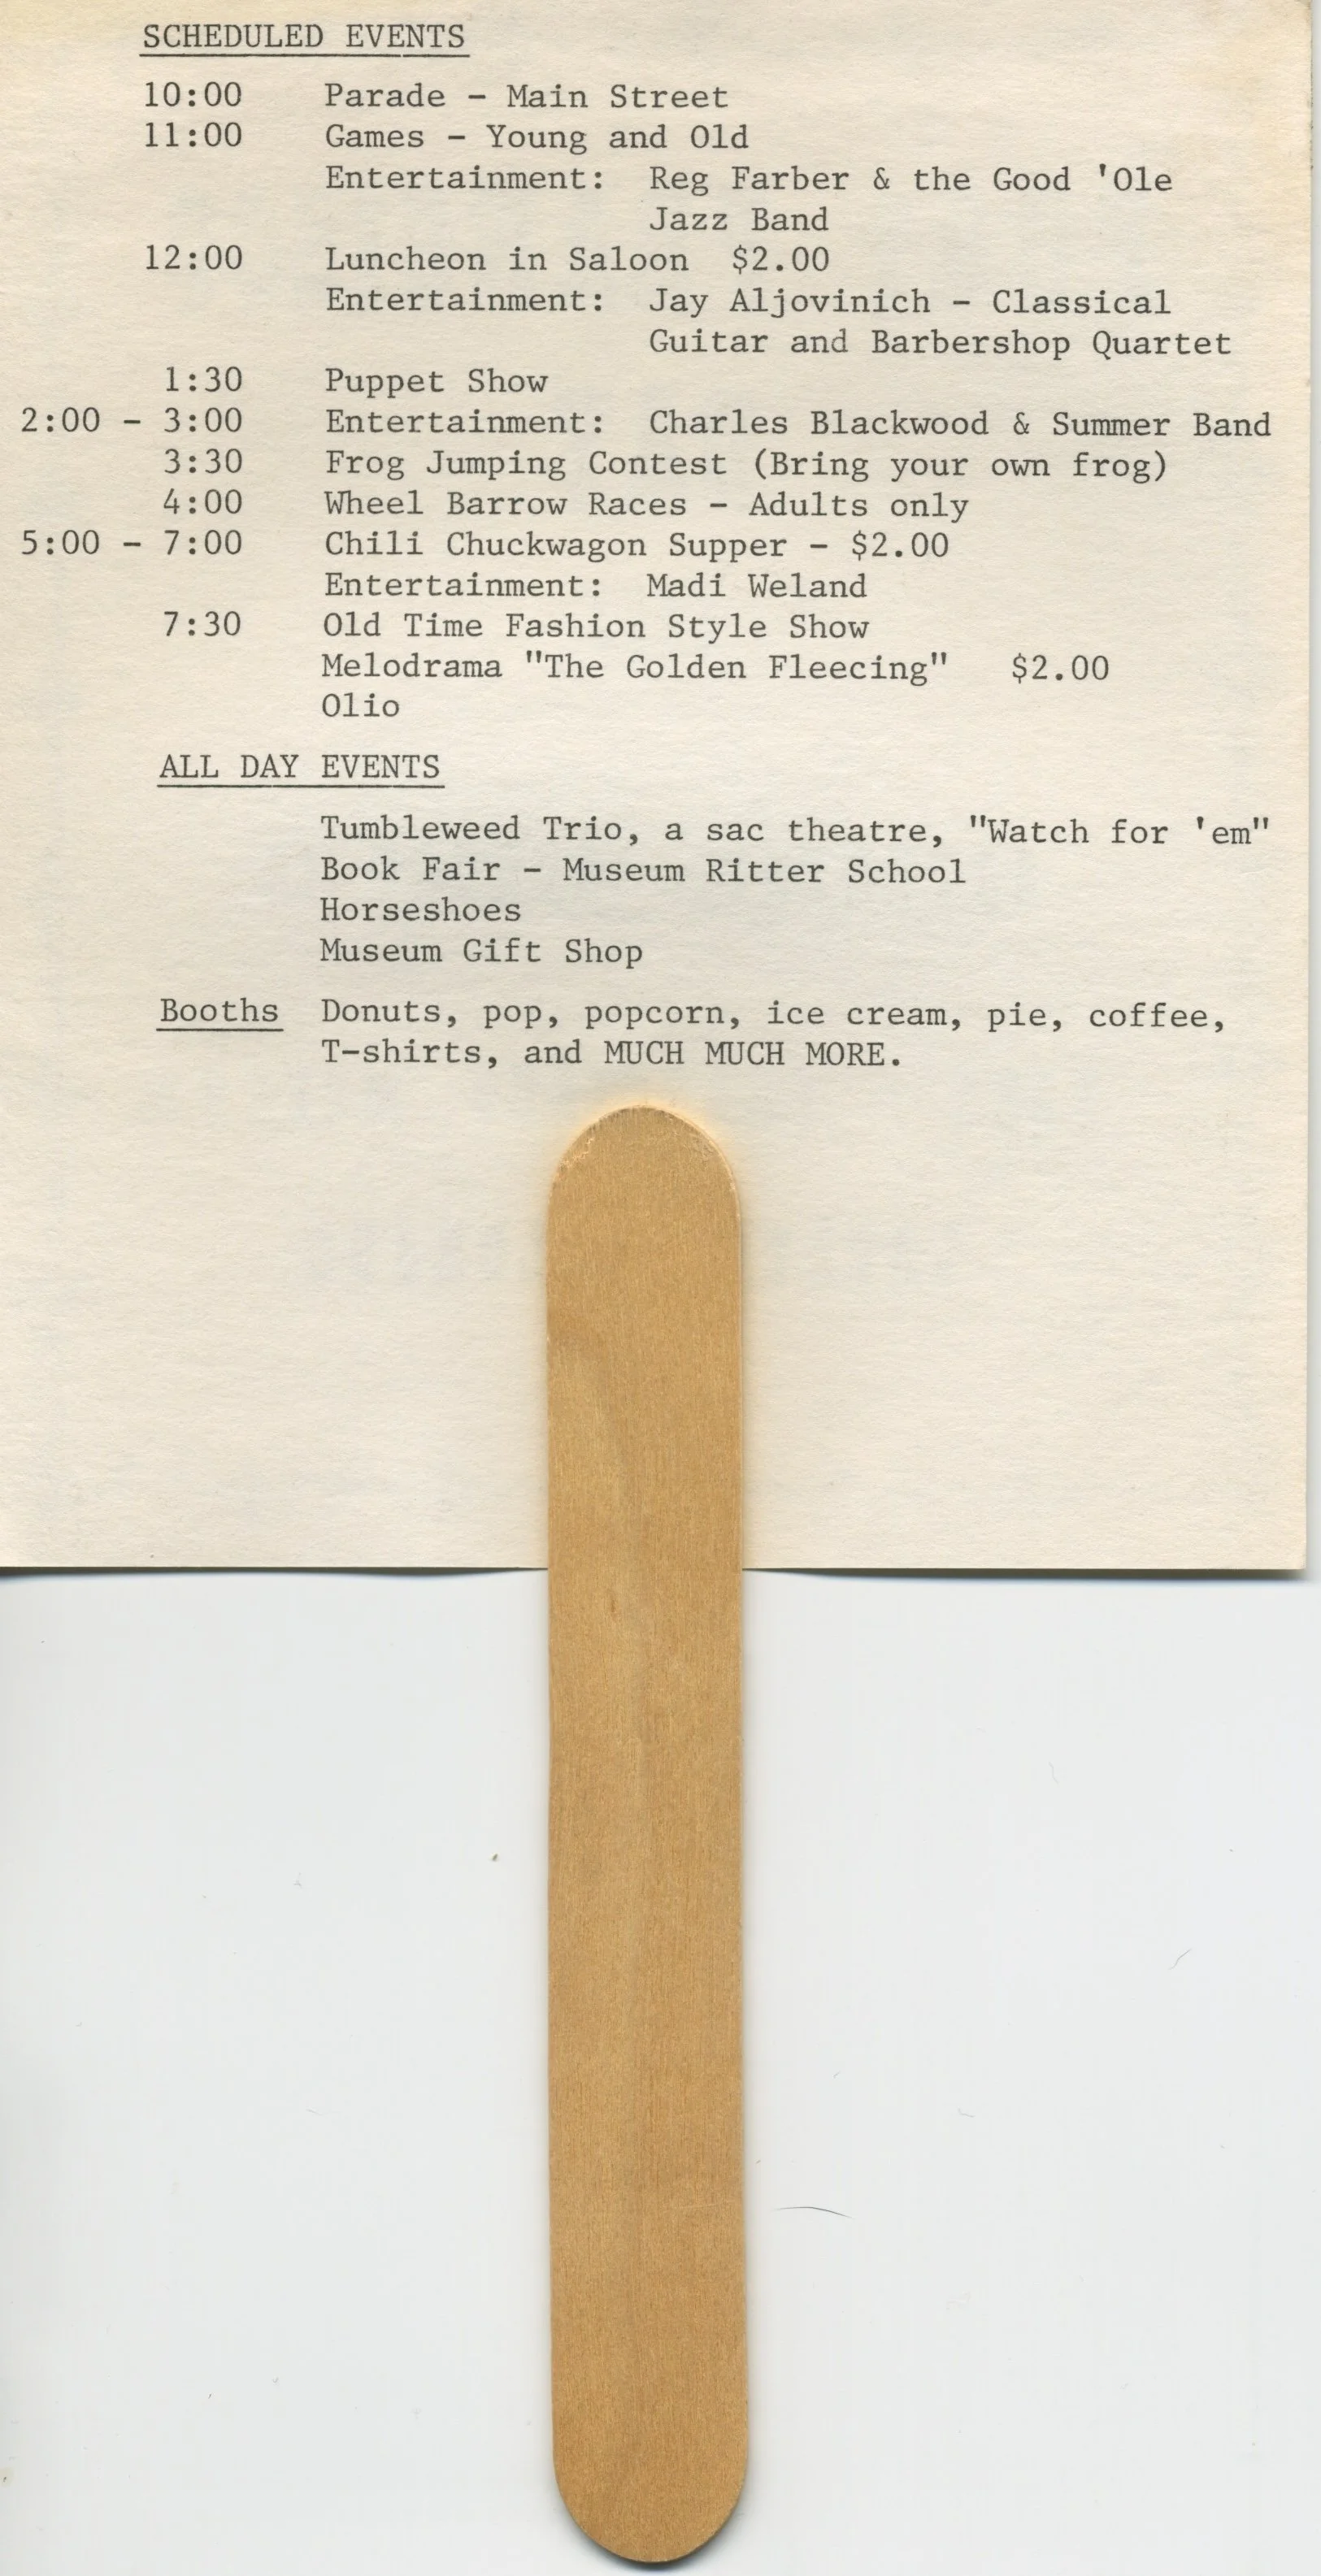 SCHEDULED EVENTS
10:00 Parade - Main Street
11:00 Games - Young and Old
Entertainment: Reg Farber & the Good 'Ole
Jazz Band
12:00 Luncheon in Saloon $2.00
Entertainment: Jay Aljovinich - Classical
Guitar and Barbershop Quartet
1:30 Puppet Show
2:00 - 3:00 Entertainment: Charles Blackwood & Summer Band
3:30 Frog Jumping Contest (Bring your own frog)
4:00 Wheel Barrow Races - Adults only
5:00 - 7:00 Chili Chuckwagon Supper - $2.00
Entertainment: Madi Weland
7:30 Old Time Fashion Style Show
Melodrama "The Golden Fleecing" $2.00
Olio
ALL DAY EVENTS
Tumbleweed Trio, a sac theatre, "Watch for 'em"
Book Fair - Museum Ritter School
Horseshoes
Museum Gift Shop
Booths Donuts, pop, popcorn, ice cream, pie, coffee,
T-shirts, and MUCH MUCH MORE.